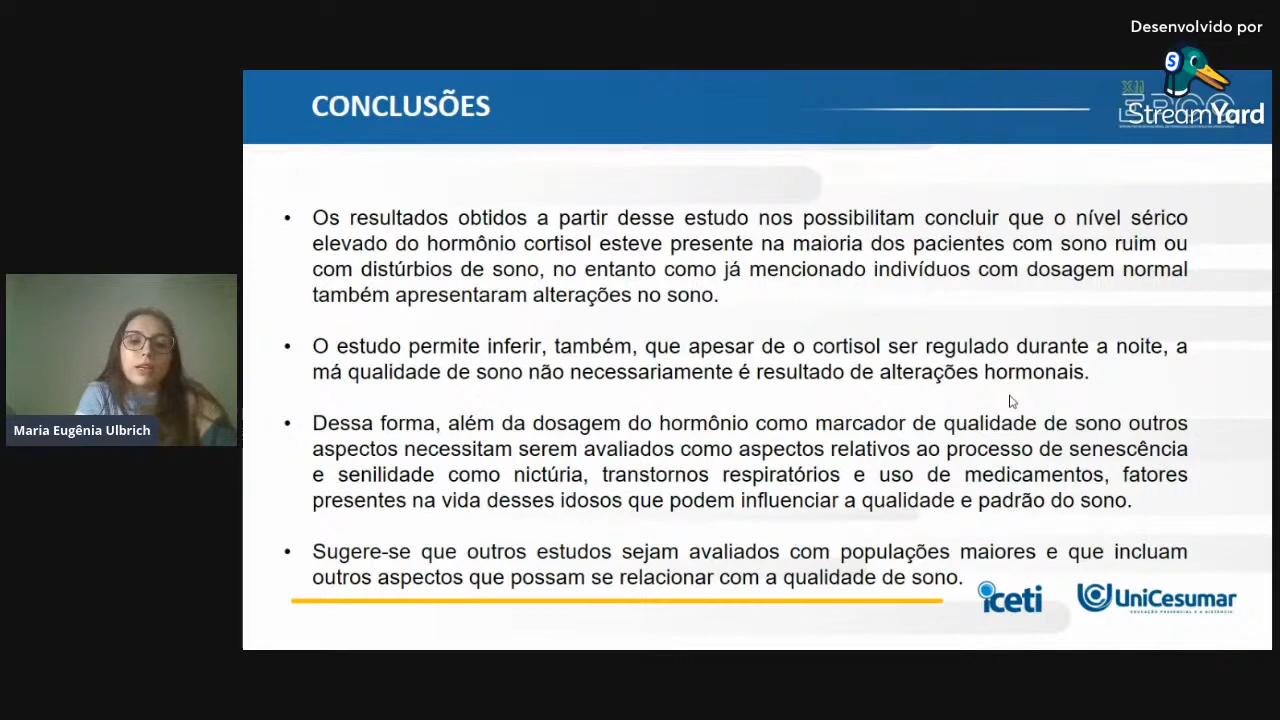 Desenvolvido por
StreamYard
CONCLUSÕES
• Os resultados obtidos a partir desse estudo nos possibilitam concluir que o nível sérico
elevado do hormônio cortisol esteve presente na maioria dos pacientes com sono ruim ou
com distúrbios de sono, no entanto como já mencionado indivíduos com dosagem normal
também apresentaram alterações no sono.
• O estudo permite inferir, também, que apesar de o cortisol ser regulado durante a noite, a
má qualidade de sono não necessariamente é resultado de alterações hormonais.
• Dessa forma, além da dosagem do hormônio como marcador de qualidade de sono outros
aspectos necessitam serem avaliados como aspectos relativos ao processo de senescência
e senilidade como nictúria, transtornos respiratórios e uso de medicamentos, fatores
presentes na vida desses idosos que podem influenciar a qualidade e padrão do sono.
• Sugere-se que outros estudos sejam avaliados com populações maiores e que incluam
outros aspectos que possam se relacionar com a qualidade de sono.
Maria Eugênia Ulbrich
iceti
UniCesumar
EDUCAÇÃO PRESENCIAL E A DISTÂNCIA